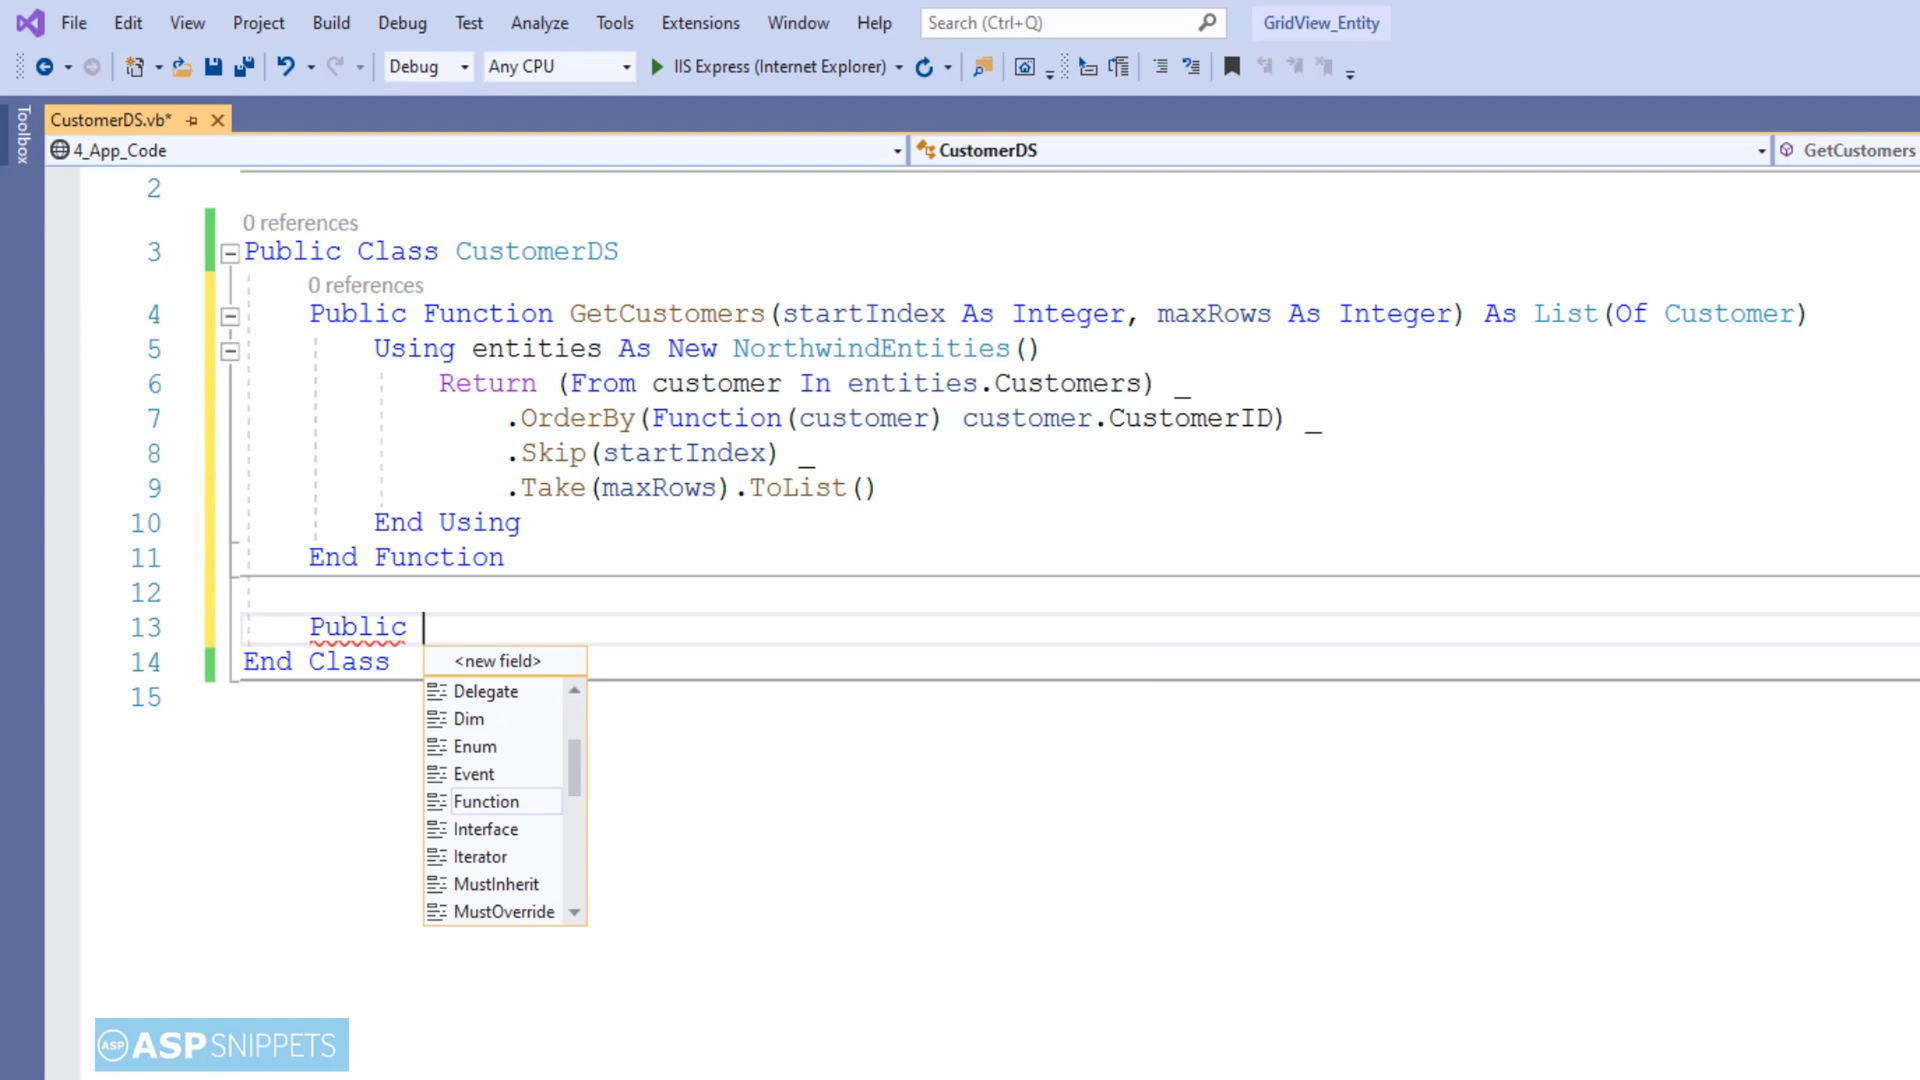 File Edit View Project Build Debug Test Analyze Tools Extensions Window Help Search (Ctrl+Q) GridView_Entity
Debug Any CPU IIS Express (Internet Explorer)
Toolbox
CustomerDS.vb*
4_App_Code CustomerDS GetCustomers
2
0 references
3 Public Class CustomerDS
0 references
4 Public Function GetCustomers(startIndex As Integer, maxRows As Integer) As List(Of Customer)
5 Using entities As New NorthwindEntities()
6 Return (From customer In entities.Customers) _
7 .OrderBy(Function(customer) customer.CustomerID) _
8 .Skip(startIndex) _
9 .Take(maxRows).ToList()
10 End Using
11 End Function
12
13 Public
14 End Class
15
<new field>
Delegate
Dim
Enum
Event
Function
Interface
Iterator
MustInherit
MustOverride
ASP ASPSNIPPETS